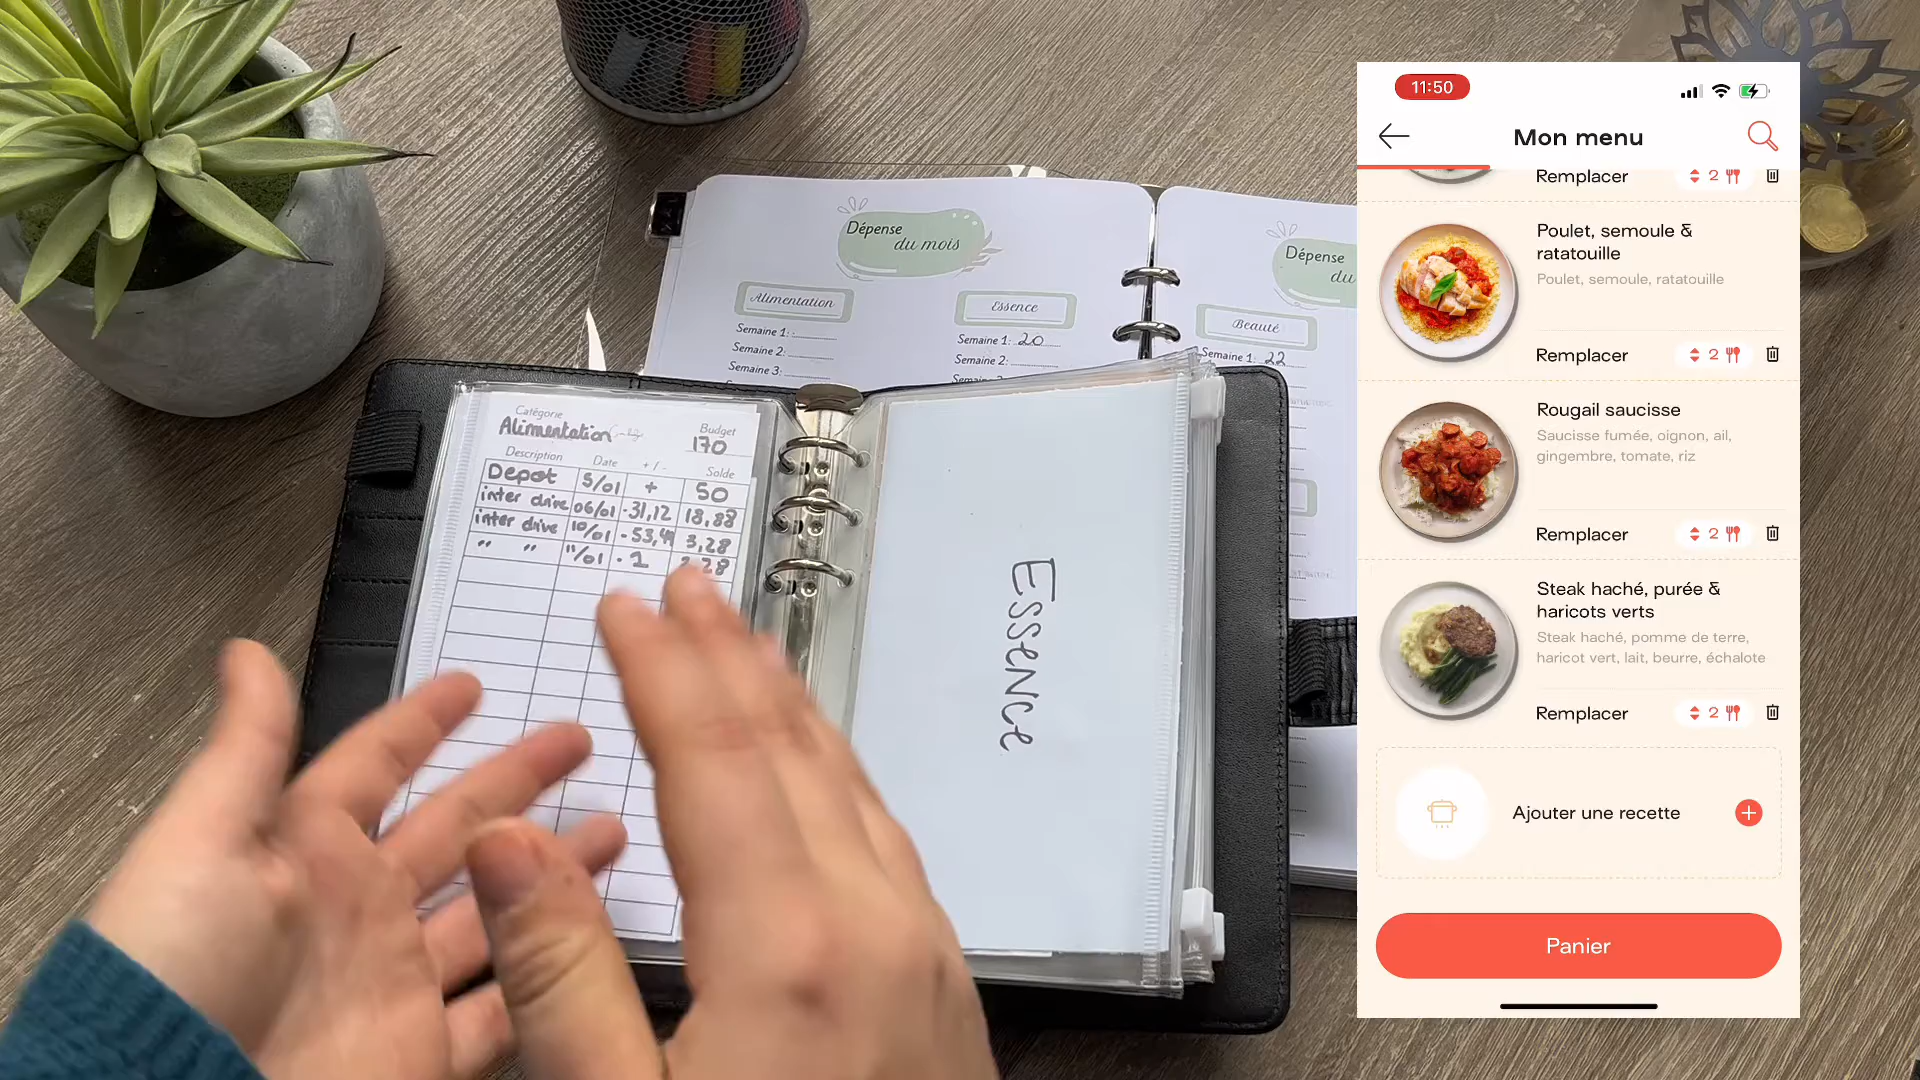 Dépense
du mois
Alimentation
Semaine 1:
Semaine 2:
Semaine 3:
Essence
Semaine 1: 20
Semaine 2:
Dépense
du
Beauté
Semaine 1: 22
Catégorie
Alimentation
Budget
170
Description Date +/- Solde
Depot 5/01 + 50
inter drive 06/01 -31,12 18,88
inter drive 10/01 3,28
" " 11/01
Essence
11:50
Mon menu
Remplacer 2
Poulet, semoule &
ratatouille
Poulet, semoule, ratatouille
Remplacer 2
Rougail saucisse
Saucisse fumée, oignon, ail,
gingembre, tomate, riz
Remplacer 2
Steak haché, purée &
haricots verts
Steak haché, pomme de terre,
haricot vert, lait, beurre, échalote
Remplacer 2
Ajouter une recette
Panier